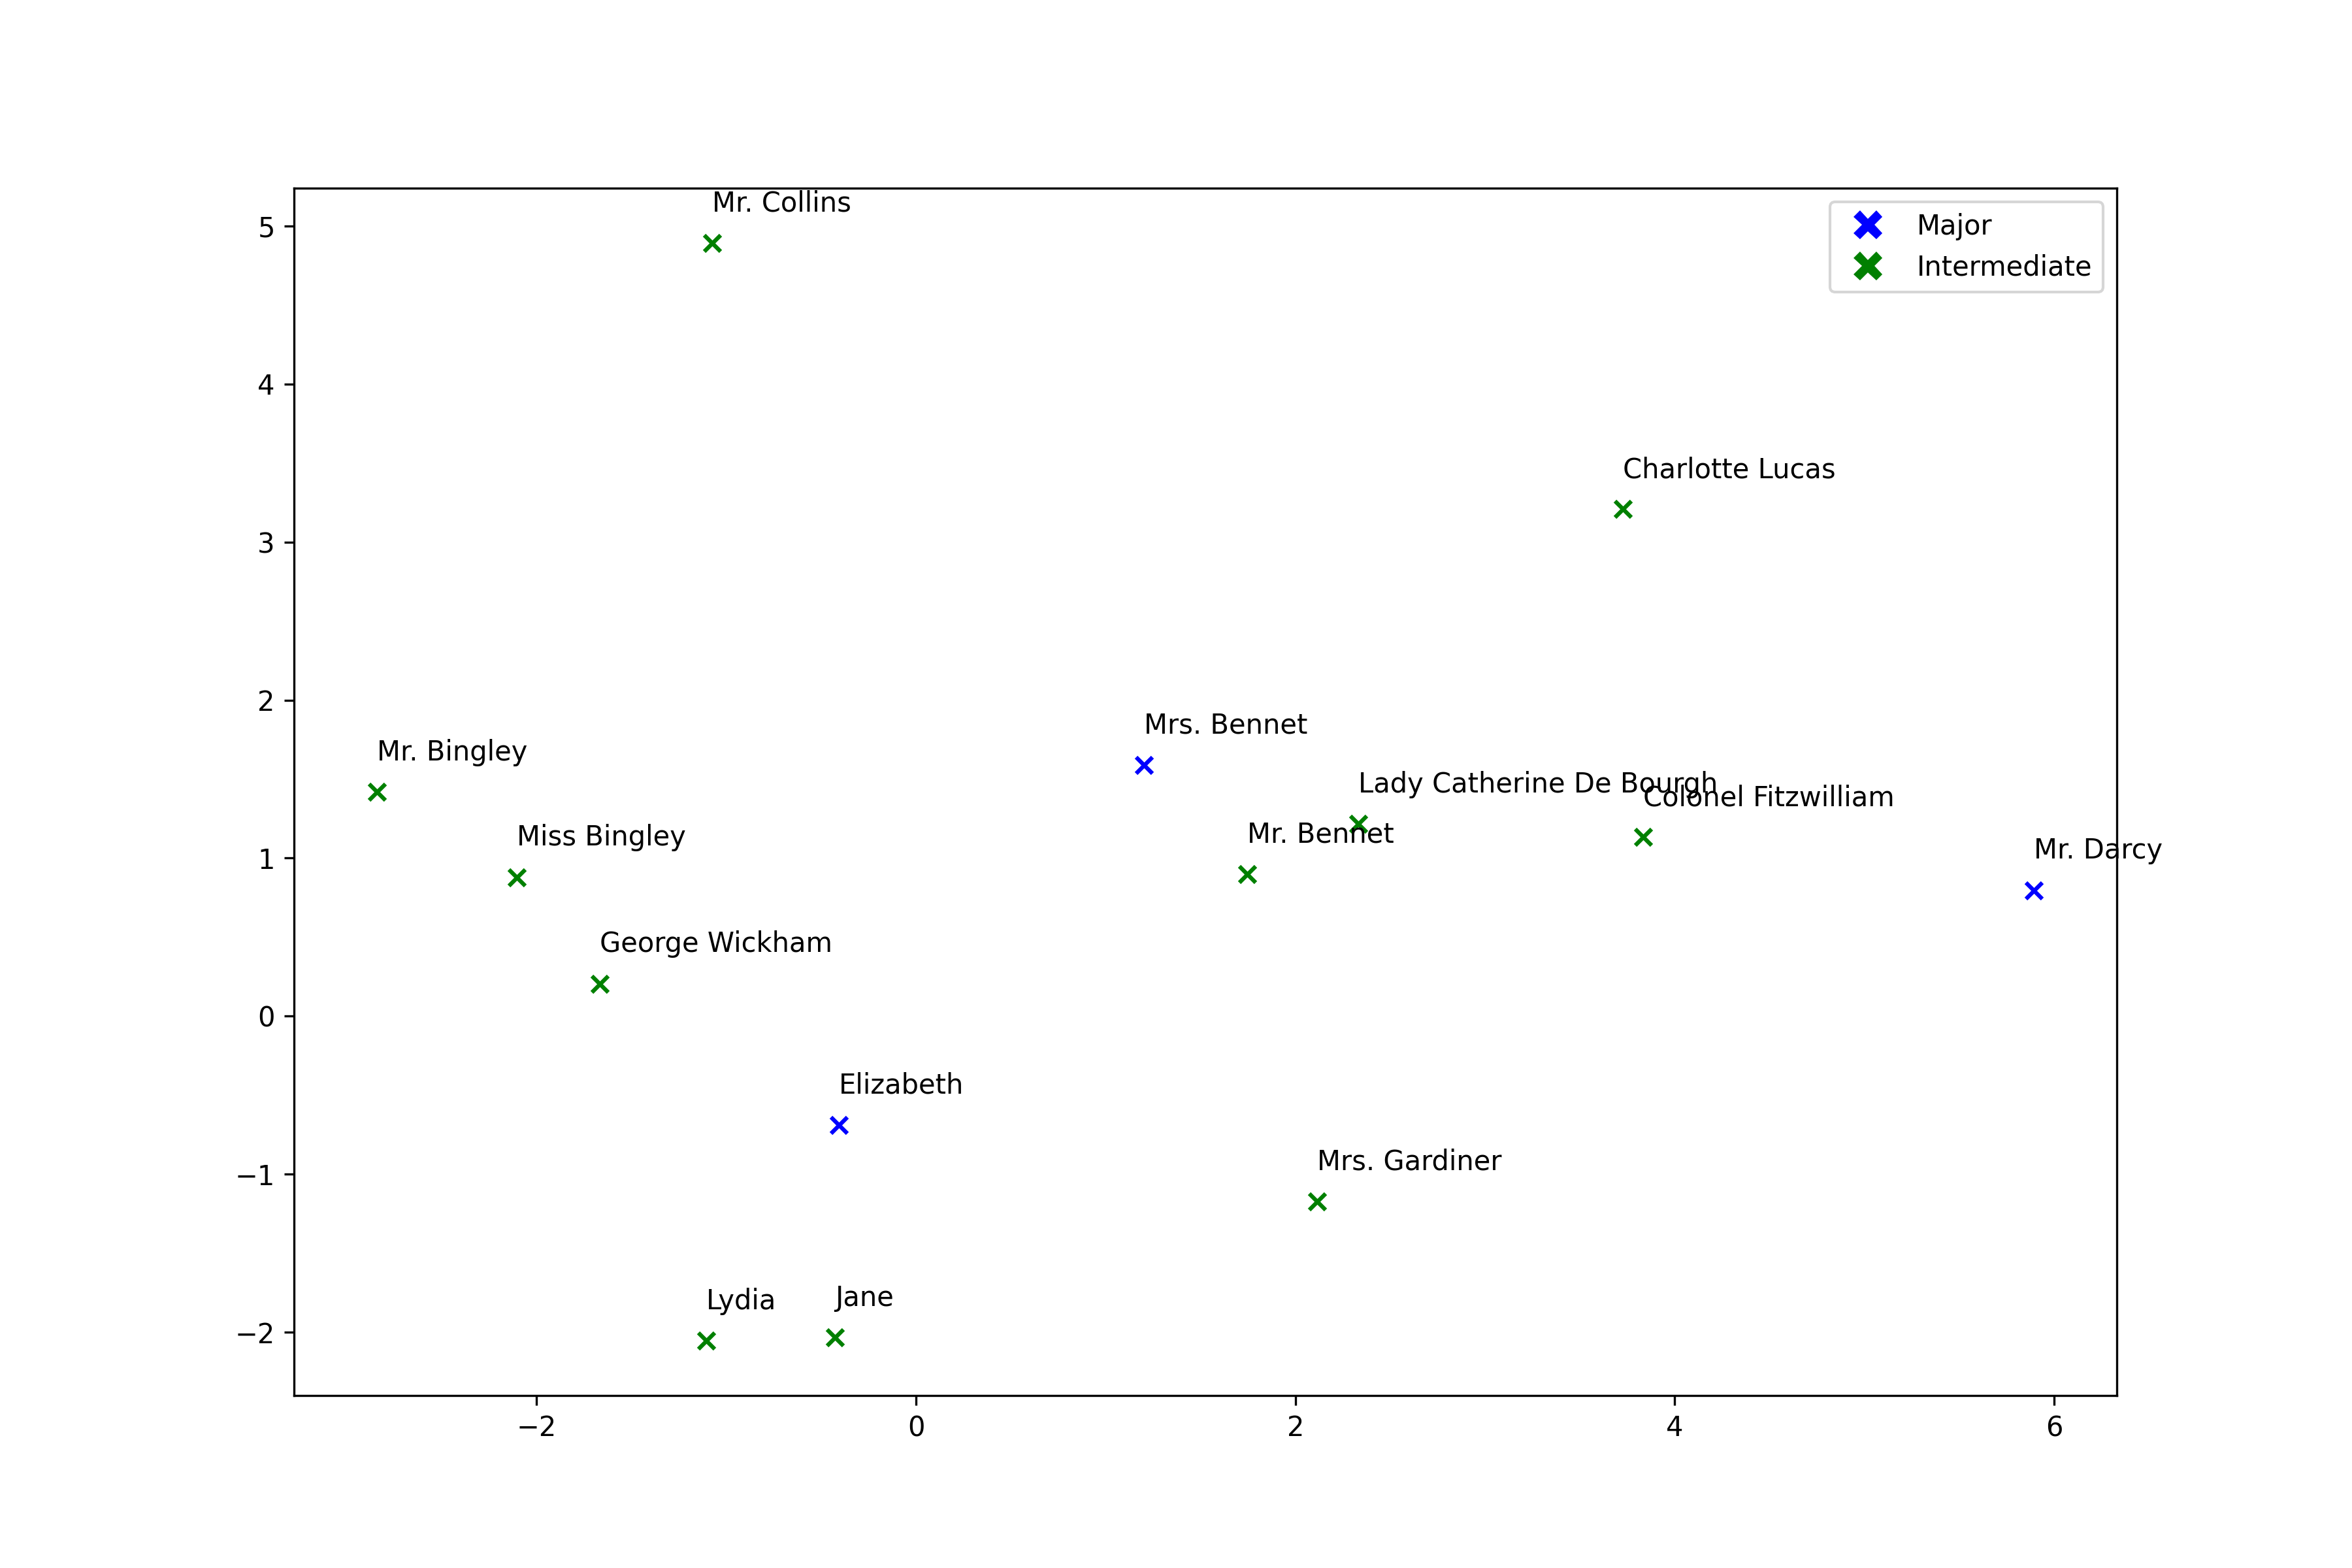 Mr. Collins
Major
5
Intermediate
4
Charlotte Lucas
3
2
Mrs. Bennet
Mr. Bingley
Lady Catherine De Bourgh
Colonel Fitzwilliam
Mr. Bennet
Miss Bingley
Mr. Darcy
1
George Wickham
0
Elizabeth
Mrs. Gardiner
−1
Lydia
Jane
−2
−2 0 2 4 6